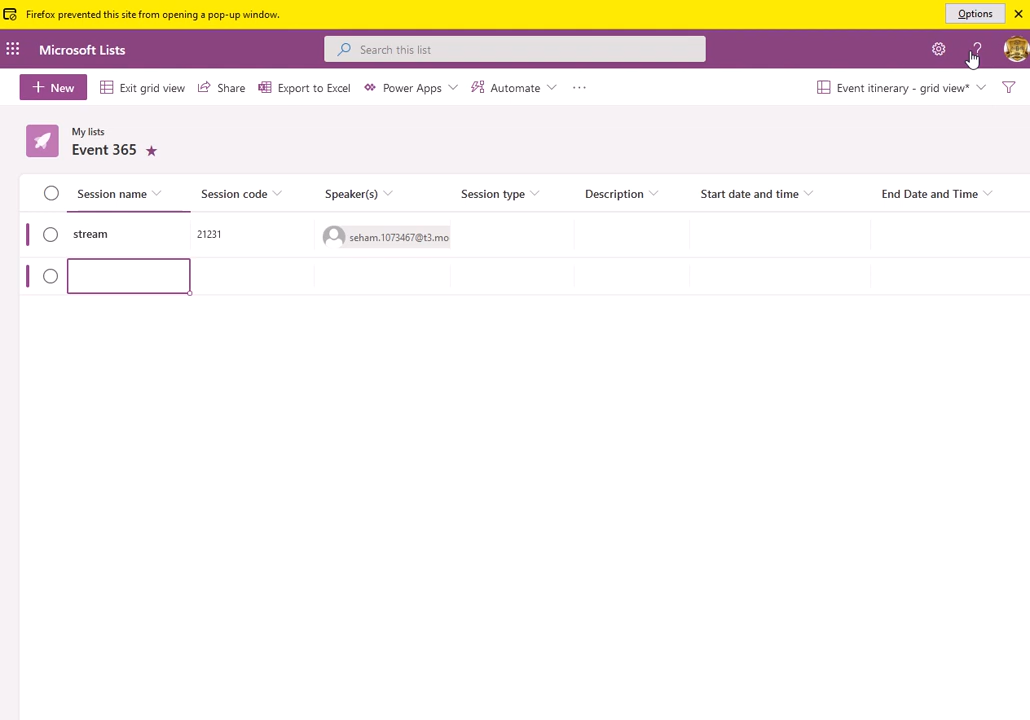 Firefox prevented this site from opening a pop-up window.
Options
Microsoft Lists
Search this list
?
+ New
Exit grid view
Share
Export to Excel
Power Apps
Automate
...
Event itinerary - grid view*
My lists
Event 365
Session name
Session code
Speaker(s)
Session type
Description
Start date and time
End Date and Time
stream
21231
seham.1073467@t3.mo